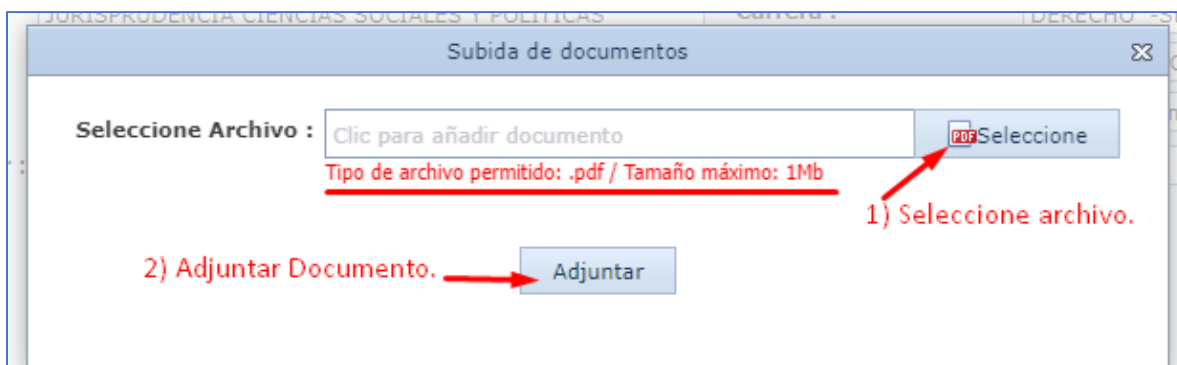 JURISPRUDENCIA CIENCIAS SOCIALES Y POLITICAS Carrera : DERECHO -S
Subida de documentos
Seleccione Archivo : Clic para añadir documento PDF Seleccione
Tipo de archivo permitido: .pdf / Tamaño máximo: 1Mb
1) Seleccione archivo.
2) Adjuntar Documento. Adjuntar